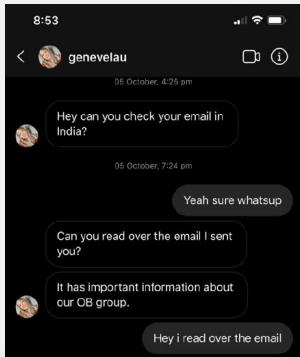 8:53
genevelau
05 October, 4:25 pm
Hey can you check your email in
India?
05 October, 7:24 pm
Yeah sure whatsup
Can you read over the email I sent
you?
It has important information about
our OB group.
Hey i read over the email